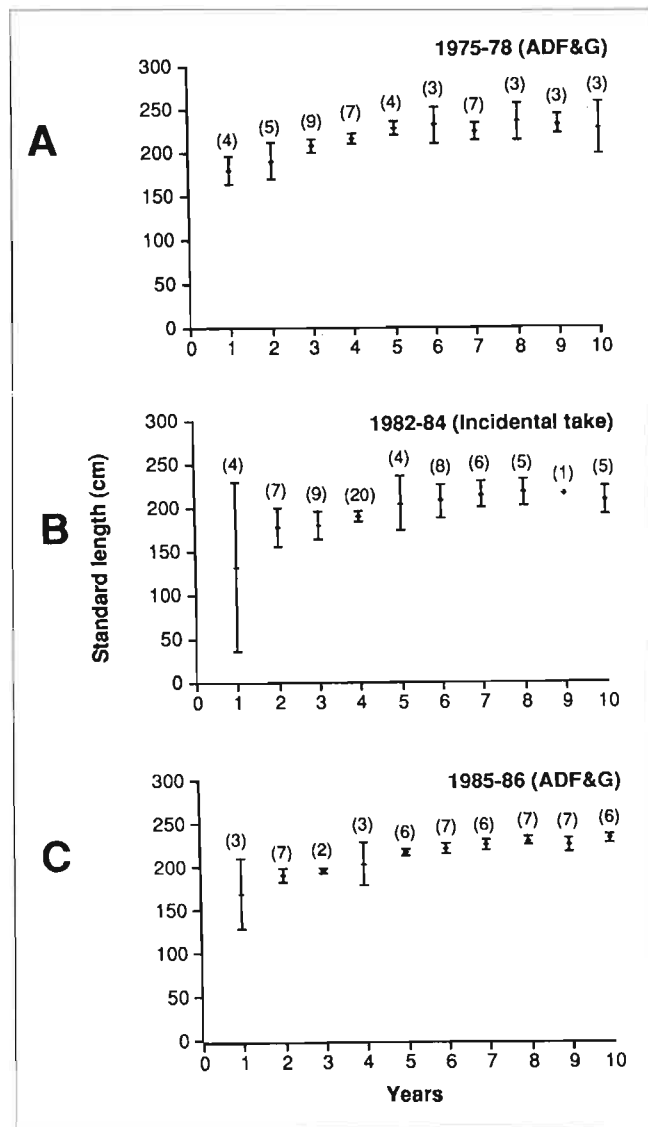 1975-78 (ADF&G)
A
300
250
200
150
100
50
0
(4) (5) (9) (7) (4) (3) (7) (3) (3) (3)
0 1 2 3 4 5 6 7 8 9 10
1982-84 (Incidental take)
B
Standard length (cm)
300
250
200
150
100
50
0
(4) (7) (9) (20) (4) (8) (6) (5) (1) (5)
0 1 2 3 4 5 6 7 8 9 10
1985-86 (ADF&G)
C
300
250
200
150
100
50
0
(3) (7) (2) (3) (6) (7) (6) (7) (7) (6)
0 1 2 3 4 5 6 7 8 9 10
Years